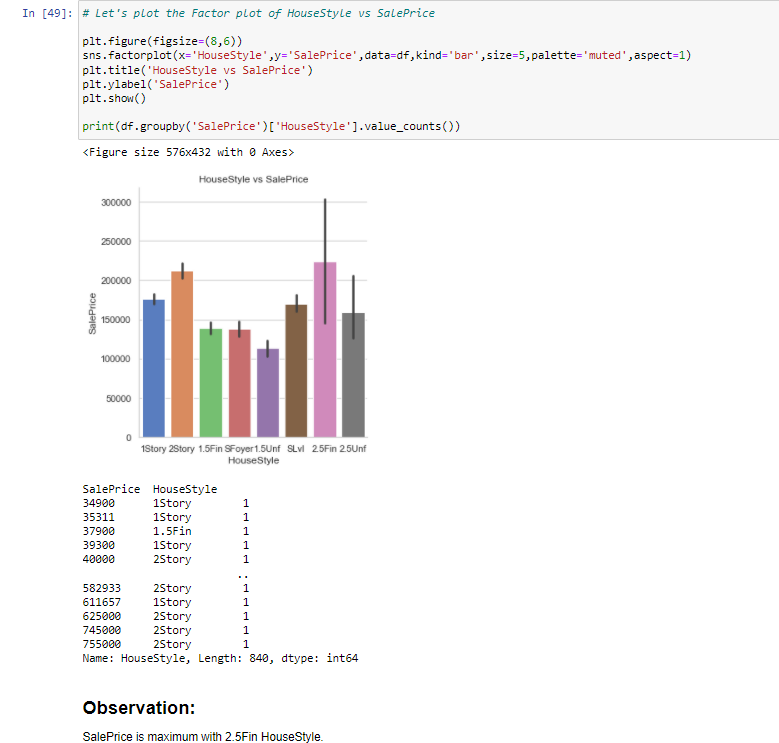 In [49]: # Let's plot the Factor plot of HouseStyle vs SalePrice
plt.figure(figsize=(8,6))
sns.factorplot(x='HouseStyle',y='SalePrice',data=df,kind='bar',size=5,palette='muted',aspect=1)
plt.title('HouseStyle vs SalePrice')
plt.ylabel('SalePrice')
plt.show()
print(df.groupby('SalePrice')['HouseStyle'].value_counts())
<Figure size 576x432 with 0 Axes>
HouseStyle vs SalePrice
300000
250000
200000
150000
100000
50000
0
SalePrice
1Story 2Story 1.5Fin SFoyer 1.5Unf SLvl 2.5Fin 2.5Unf
HouseStyle
SalePrice HouseStyle
34900 1Story 1
35311 1Story 1
37900 1.5Fin 1
39300 1Story 1
40000 2Story 1
..
582933 2Story 1
611657 1Story 1
625000 2Story 1
745000 2Story 1
755000 2Story 1
Name: HouseStyle, Length: 840, dtype: int64
Observation:
SalePrice is maximum with 2.5Fin HouseStyle.